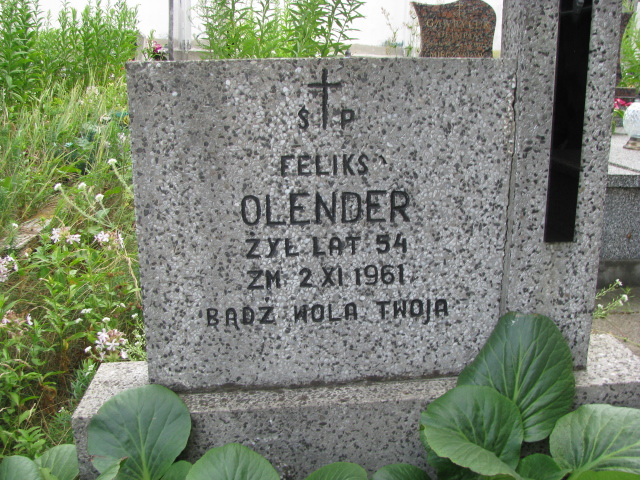 Ś P
FELIKS
OLENDER
ŻYŁ LAT 54
ZM 2 XI 1961
BĄDŹ WOLA TWOJA